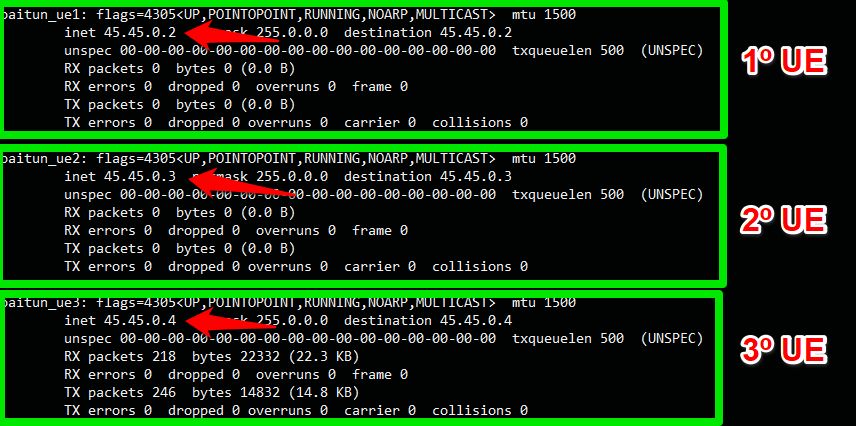 oaitun_ue1: flags=4305<UP,POINTOPOINT,RUNNING,NOARP,MULTICAST> mtu 1500
inet 45.45.0.2 255.0.0.0 destination 45.45.0.2
unspec 00-00-00-00-00-00-00-00-00-00-00-00-00-00-00-00 txqueuelen 500 (UNSPEC)
RX packets 0 bytes 0 (0.0 B)
RX errors 0 dropped 0 overruns 0 frame 0
TX packets 0 bytes 0 (0.0 B)
TX errors 0 dropped 0 overruns 0 carrier 0 collisions 0
1º UE
oaitun_ue2: flags=4305<UP,POINTOPOINT,RUNNING,NOARP,MULTICAST> mtu 1500
inet 45.45.0.3 255.0.0.0 destination 45.45.0.3
unspec 00-00-00-00-00-00-00-00-00-00-00-00-00-00-00-00 txqueuelen 500 (UNSPEC)
RX packets 0 bytes 0 (0.0 B)
RX errors 0 dropped 0 overruns 0 frame 0
TX packets 0 bytes 0 (0.0 B)
TX errors 0 dropped 0 overruns 0 carrier 0 collisions 0
2º UE
oaitun_ue3: flags=4305<UP,POINTOPOINT,RUNNING,NOARP,MULTICAST> mtu 1500
inet 45.45.0.4 255.0.0.0 destination 45.45.0.4
unspec 00-00-00-00-00-00-00-00-00-00-00-00-00-00-00-00 txqueuelen 500 (UNSPEC)
RX packets 218 bytes 22332 (22.3 KB)
RX errors 0 dropped 0 overruns 0 frame 0
TX packets 246 bytes 14832 (14.8 KB)
TX errors 0 dropped 0 overruns 0 carrier 0 collisions 0
3º UE